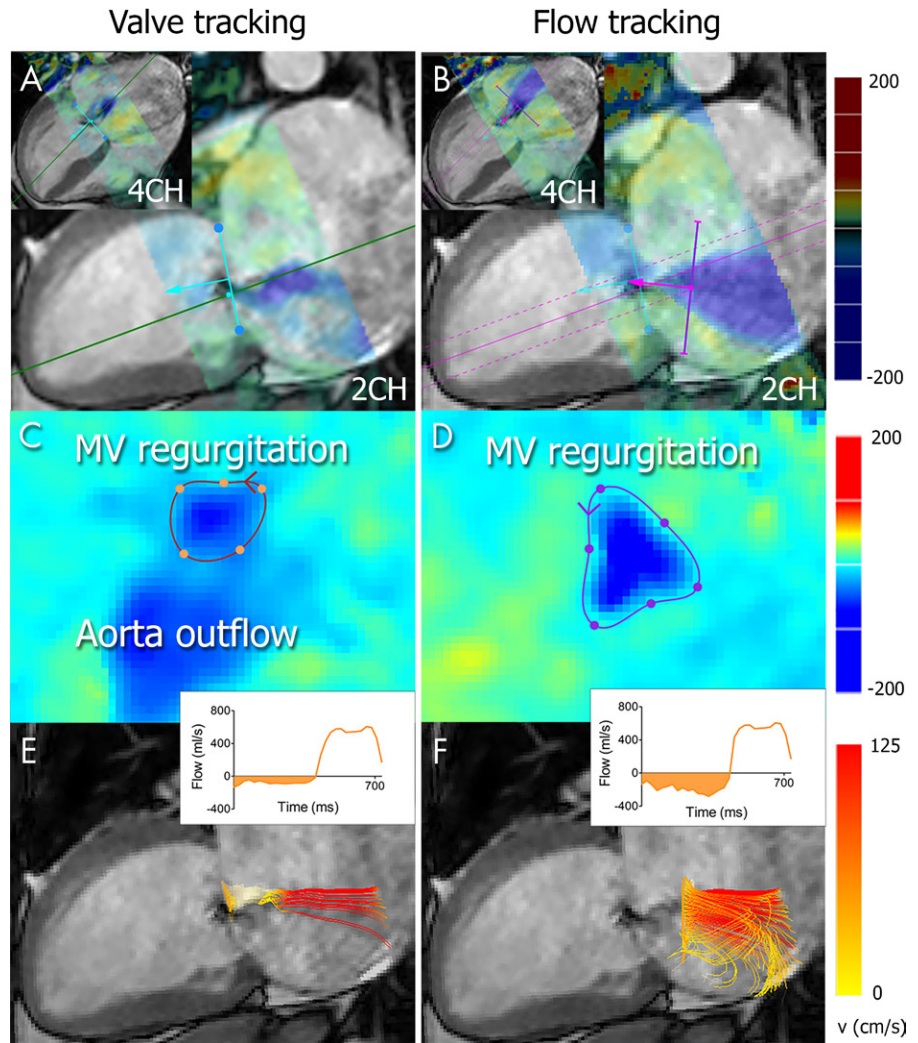 Valve tracking
Flow tracking
A
4CH
2CH
B
4CH
2CH
200
-200
C
MV regurgitation
Aorta outflow
D
MV regurgitation
200
-200
E
800
400
0
-400
Flow (ml/s)
Time (ms)
700
F
800
400
0
-400
Flow (ml/s)
Time (ms)
700
125
0
v (cm/s)